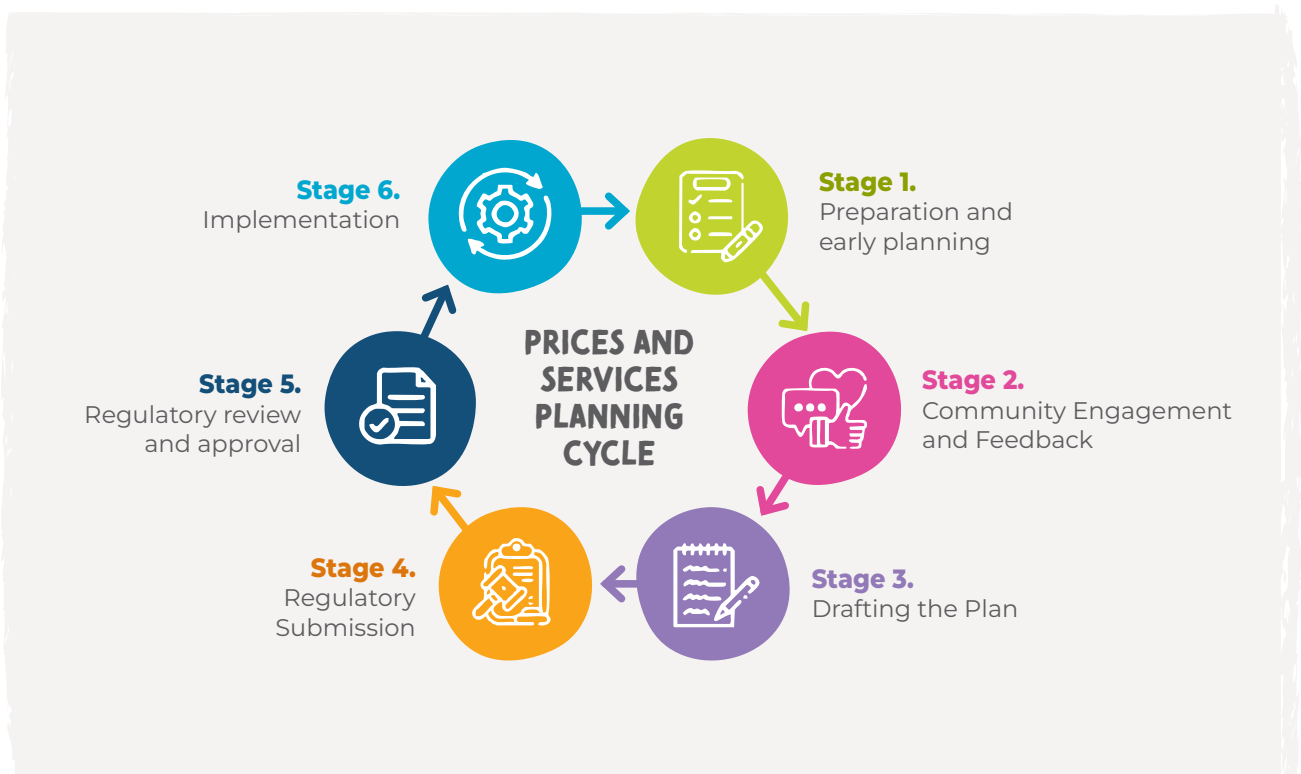 PRICES AND
SERVICES
PLANNING
CYCLE
Stage 1.
Preparation and
early planning
Stage 2.
Community Engagement
and Feedback
Stage 3.
Drafting the Plan
Stage 4.
Regulatory
Submission
Stage 5.
Regulatory review
and approval
Stage 6.
Implementation